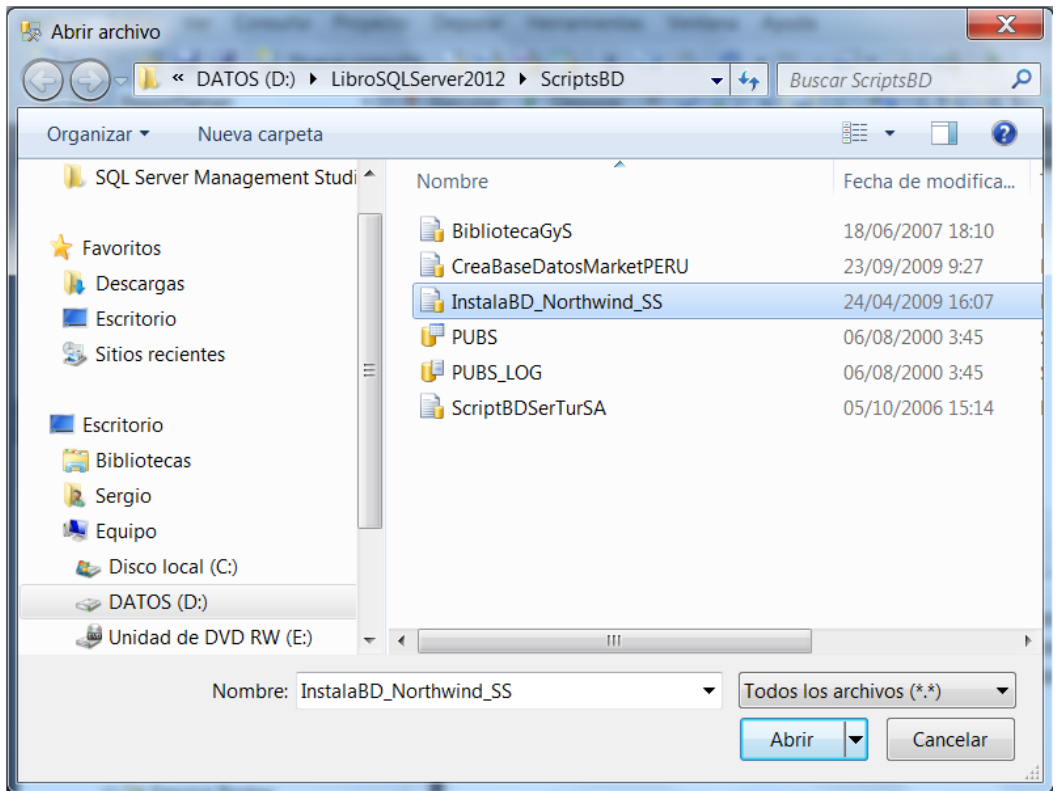 Abrir archivo
« DATOS (D:) ▸ LibroSQLServer2012 ▸ ScriptsBD
Buscar ScriptsBD
Organizar Nueva carpeta
SQL Server Management Studi
Favoritos
Descargas
Escritorio
Sitios recientes
Escritorio
Bibliotecas
Sergio
Equipo
Disco local (C:)
DATOS (D:)
Unidad de DVD RW (E:)
Nombre Fecha de modifica...
BibliotecaGyS 18/06/2007 18:10
CreaBaseDatosMarketPERU 23/09/2009 9:27
InstalaBD_Northwind_SS 24/04/2009 16:07
PUBS 06/08/2000 3:45
PUBS_LOG 06/08/2000 3:45
ScriptBDSerTurSA 05/10/2006 15:14
Nombre: InstalaBD_Northwind_SS
Todos los archivos (*.*)
Abrir Cancelar